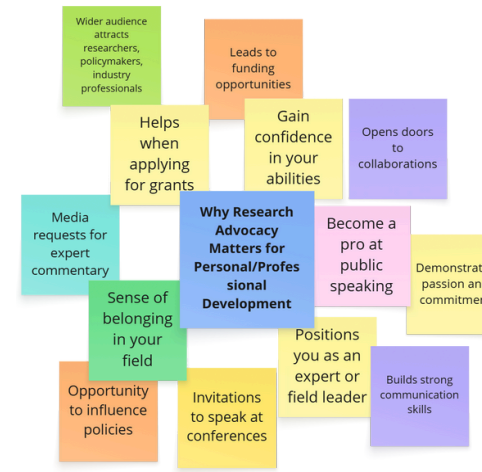 Wider audience
attracts
researchers,
policymakers,
industry
professionals
Leads to
funding
opportunities
Helps
when
applying
for grants
Gain
confidence
in your
abilities
Opens doors
to
collaborations
Media
requests for
expert
commentary
Why Research
Advocacy
Matters for
Personal/Profes
sional
Development
Become a
pro at
public
speaking
passion
Sense of
belonging
in your
field
Positions
you as an
expert or
field leader
Opportunity
to influence
policies
Invitations
to speak at
conferences
Builds strong
communication
skills